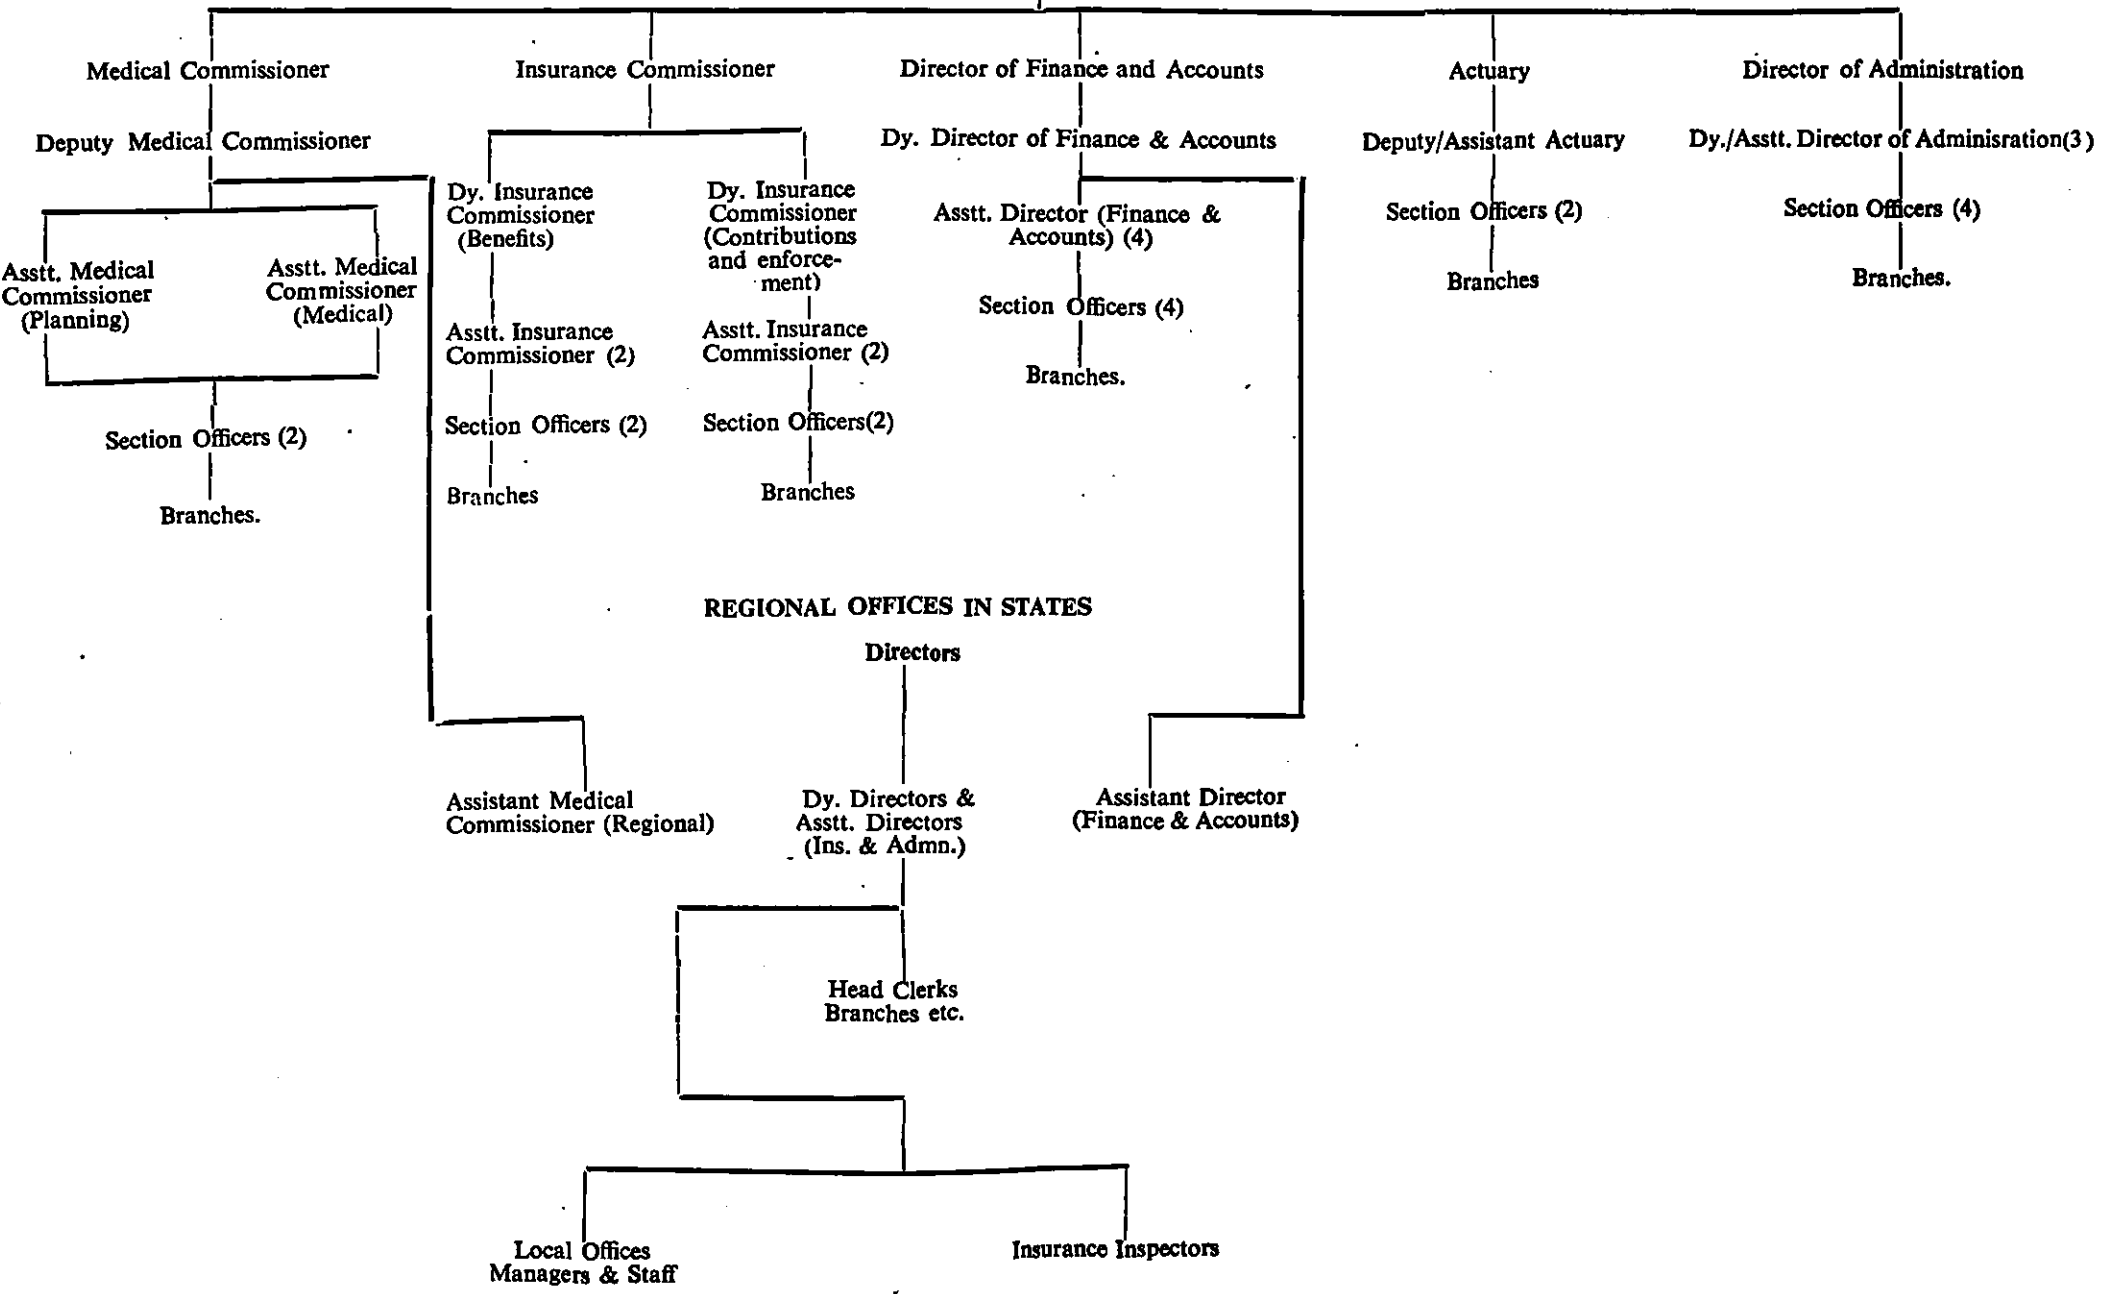 Medical Commissioner
Insurance Commissioner
Director of Finance and Accounts
Actuary
Director of Administration
Deputy Medical Commissioner
Dy. Director of Finance & Accounts
Deputy/Assistant Actuary
Dy./Asstt. Director of Adminisration(3)
Asstt. Medical
Commissioner
(Planning)
Asstt. Medical
Commissioner
(Medical)
Section Officers (2)
Branches.
Dy. Insurance
Commissioner
(Benefits)
Asstt. Insurance
Commissioner (2)
Section Officers (2)
Branches
Dy. Insurance
Commissioner
(Contributions
and enforce-
ment)
Asstt. Insurance
Commissioner (2)
Section Officers(2)
Branches
Asstt. Director (Finance &
Accounts) (4)
Section Officers (4)
Branches.
Section Officers (2)
Branches
Section Officers (4)
Branches.
REGIONAL OFFICES IN STATES
Directors
Assistant Medical
Commissioner (Regional)
Dy. Directors &
Asstt. Directors
(Ins. & Admn.)
Assistant Director
(Finance & Accounts)
Head Clerks
Branches etc.
Local Offices
Managers & Staff
Insurance Inspectors